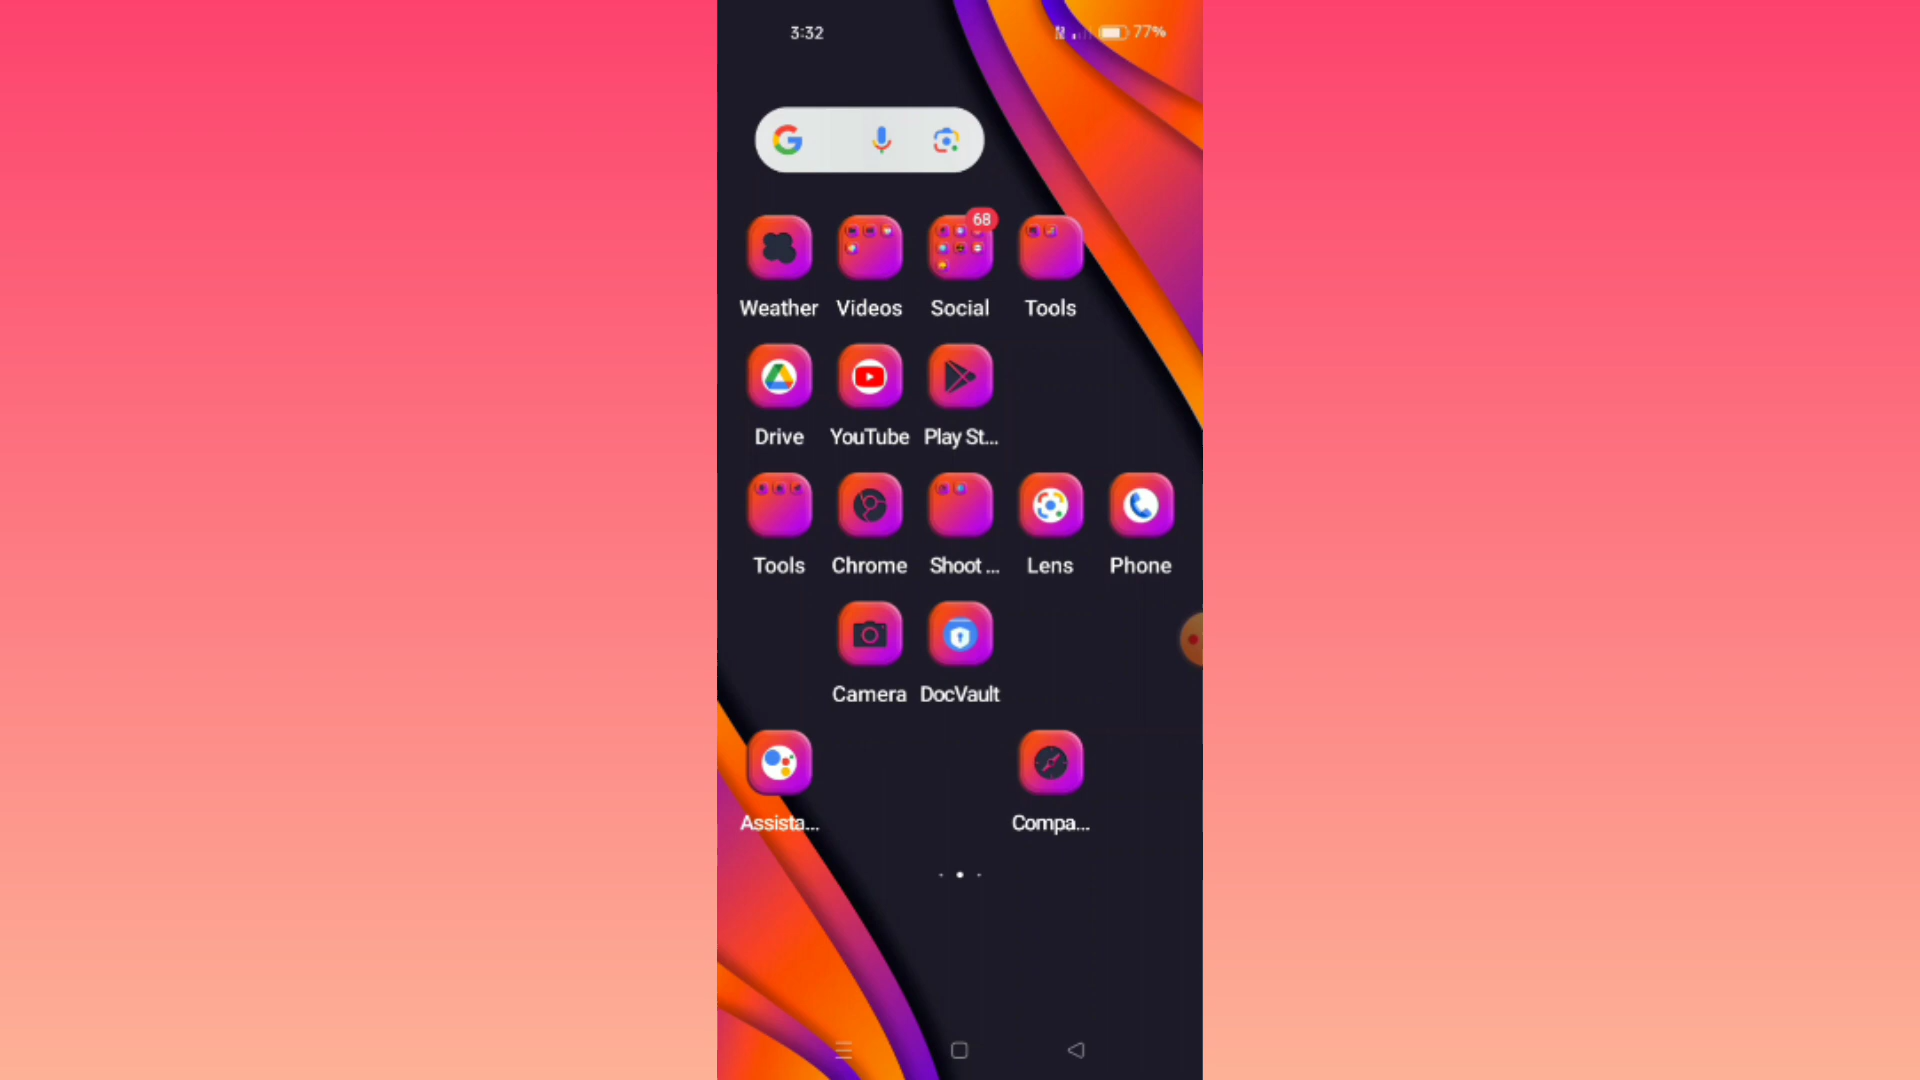 3:32
77%
68
Weather Videos Social Tools
Drive YouTube Play St...
Tools Chrome Shoot ... Lens Phone
Camera DocVault
Assista... Compa...